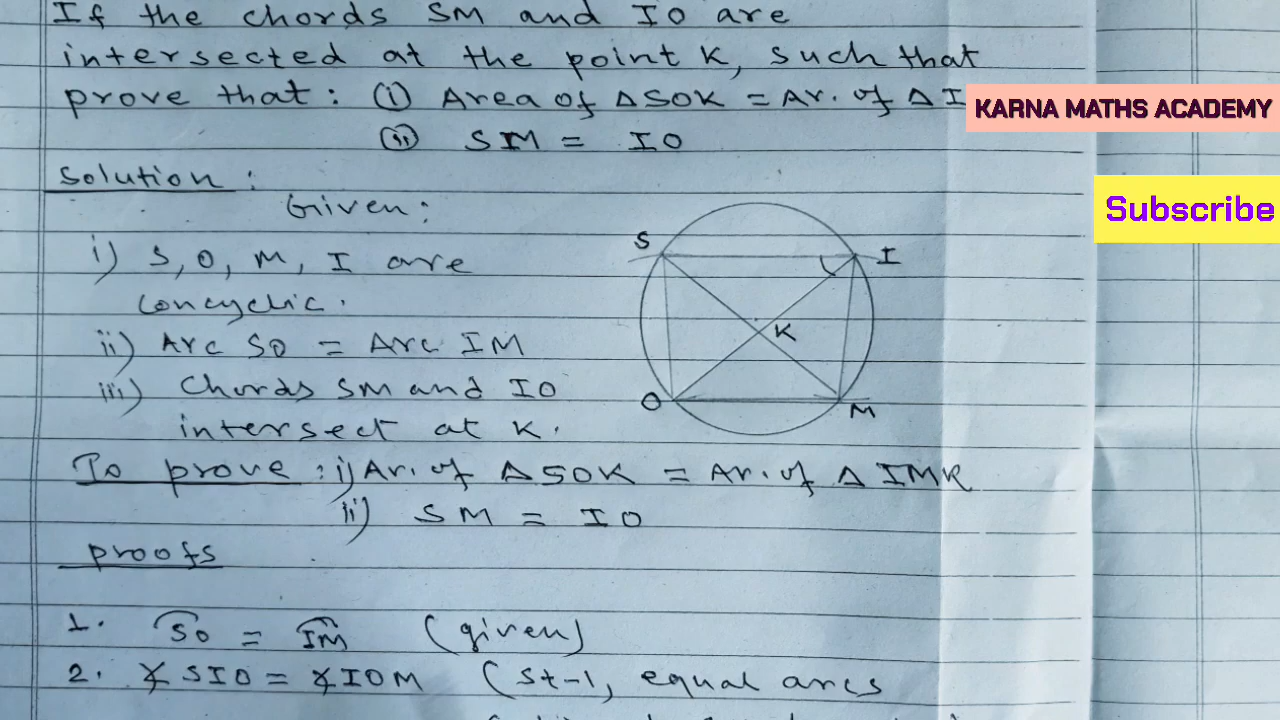 If the chords SM and IO are
intersected at the point K, such that
prove that: (i) Area of ΔSOK = Ar. of ΔI
KARNA MATHS ACADEMY
(ii) SM = IO
Solution:
Subscribe
Given:
i) S, O, M, I are
concyclic.
ii) Arc SO = Arc IM
iii) Chords SM and IO
intersect at K.
S
I
K
O
M
To prove: i) Ar. of ΔSOK = Ar. of ΔIMK
ii) SM = IO
proofs
1. S͡O = I͡M (given)
2. ∡SIO = ∡IOM (St-1, equal arcs